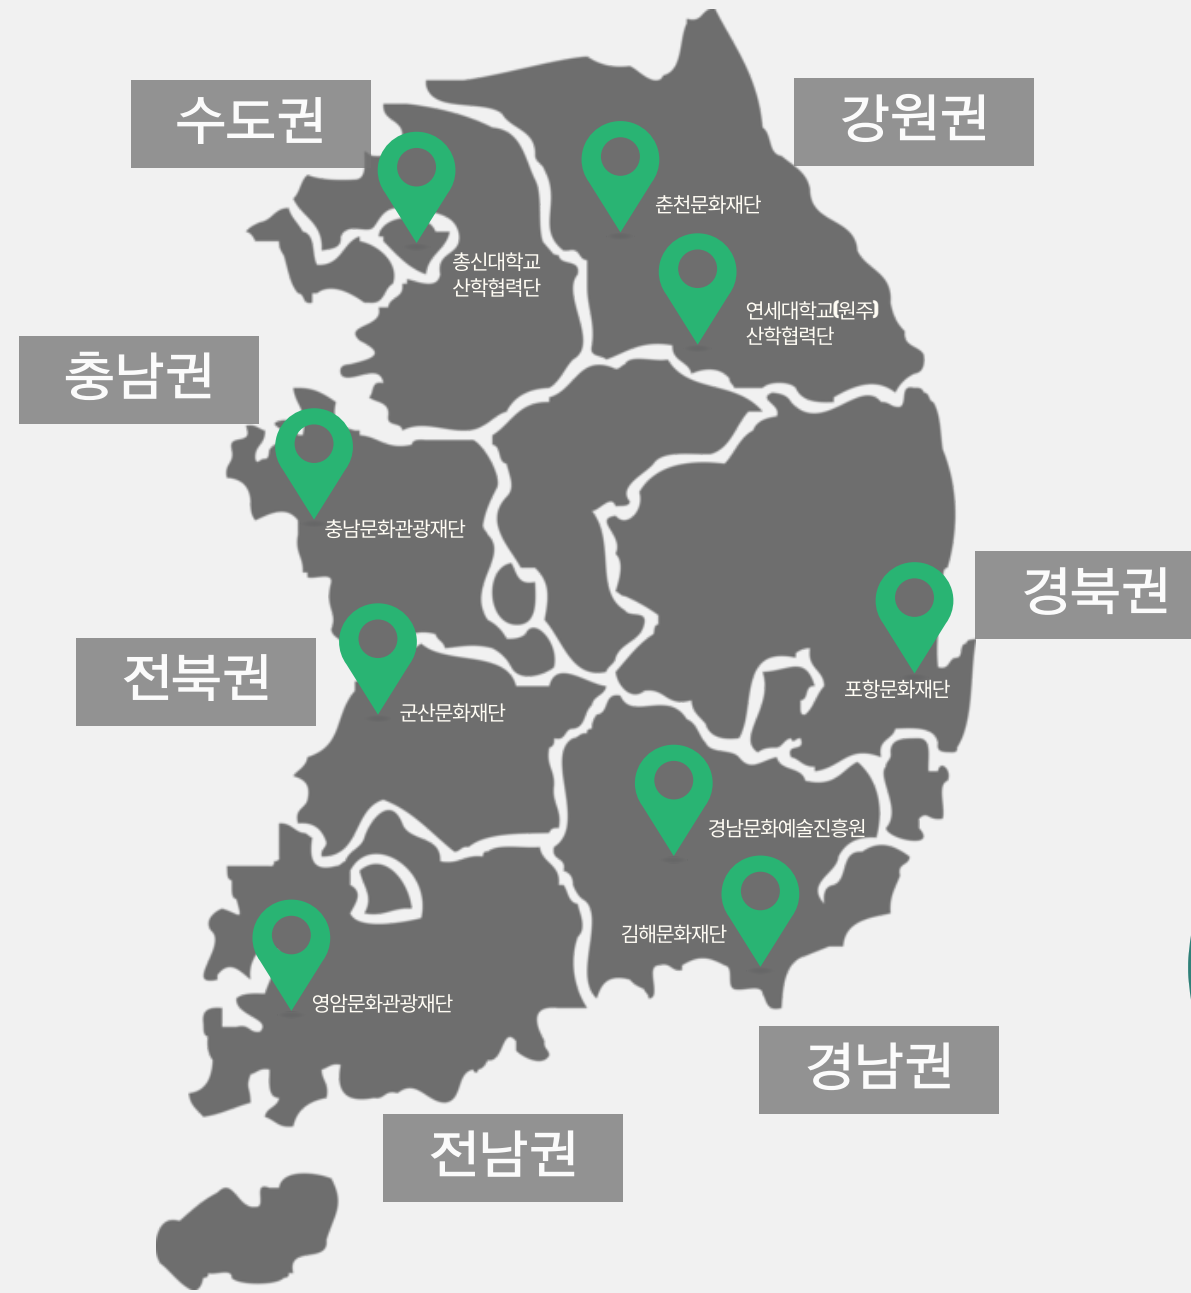 수도권
강원권
춘천문화재단
총신대학교
산학협력단
연세대학교(원주)
산학협력단
충남권
충남문화관광재단
경북권
포항문화재단
전북권
군산문화재단
경남문화예술진흥원
김해문화재단
영암문화관광재단
경남권
전남권